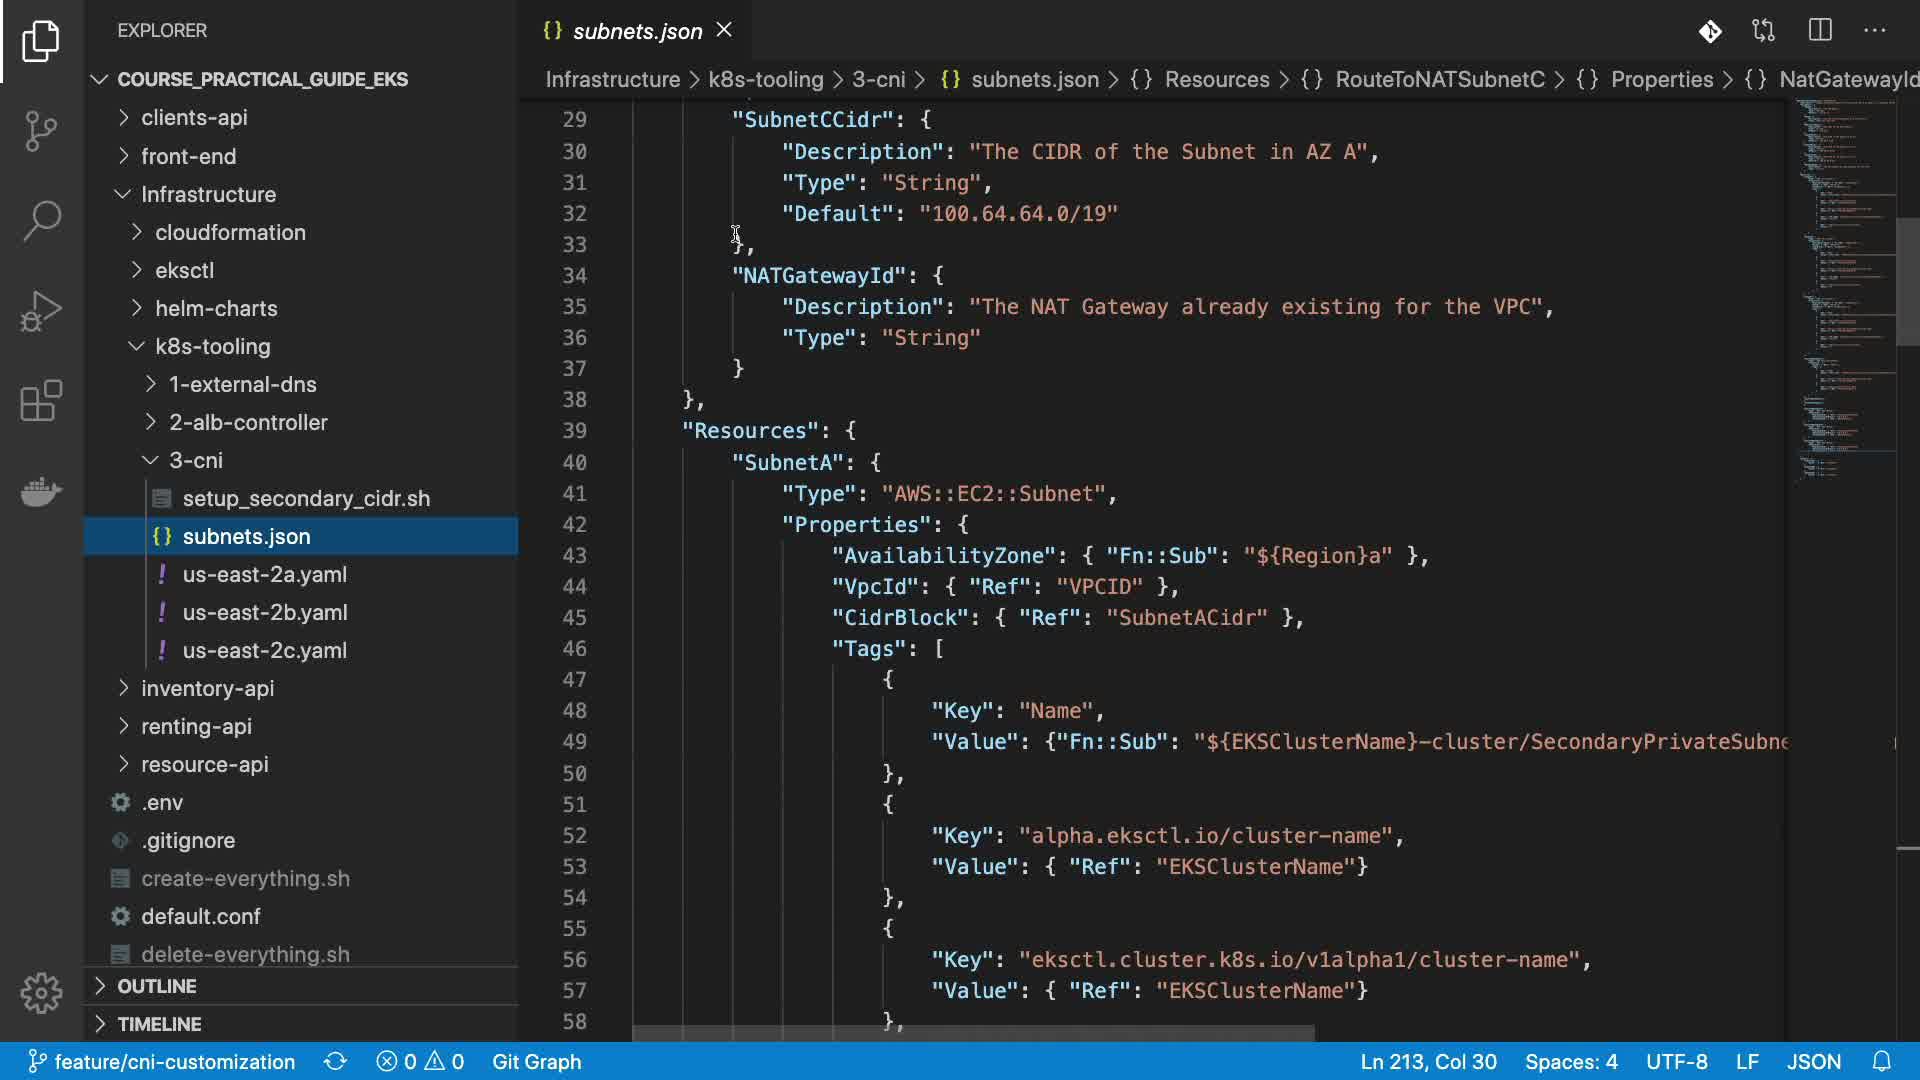 EXPLORER
COURSE_PRACTICAL_GUIDE_EKS
clients-api
front-end
Infrastructure
cloudformation
eksctl
helm-charts
k8s-tooling
1-external-dns
2-alb-controller
3-cni
setup_secondary_cidr.sh
subnets.json
us-east-2a.yaml
us-east-2b.yaml
us-east-2c.yaml
inventory-api
renting-api
resource-api
.env
.gitignore
create-everything.sh
default.conf
delete-everything.sh
OUTLINE
TIMELINE
{} subnets.json
Infrastructure > k8s-tooling > 3-cni > {} subnets.json > {} Resources > {} RouteToNATSubnetC > {} Properties > {} NatGatewayId
29 "SubnetCCidr": {
30 "Description": "The CIDR of the Subnet in AZ A",
31 "Type": "String",
32 "Default": "100.64.64.0/19"
33 },
34 "NATGatewayId": {
35 "Description": "The NAT Gateway already existing for the VPC",
36 "Type": "String"
37 }
38 },
39 "Resources": {
40 "SubnetA": {
41 "Type": "AWS::EC2::Subnet",
42 "Properties": {
43 "AvailabilityZone": { "Fn::Sub": "${Region}a" },
44 "VpcId": { "Ref": "VPCID" },
45 "CidrBlock": { "Ref": "SubnetACidr" },
46 "Tags": [
47 {
48 "Key": "Name",
49 "Value": {"Fn::Sub": "${EKSClusterName}-cluster/SecondaryPrivateSubne
50 },
51 {
52 "Key": "alpha.eksctl.io/cluster-name",
53 "Value": { "Ref": "EKSClusterName"}
54 },
55 {
56 "Key": "eksctl.cluster.k8s.io/v1alpha1/cluster-name",
57 "Value": { "Ref": "EKSClusterName"}
58 },
feature/cni-customization 0 0 Git Graph Ln 213, Col 30 Spaces: 4 UTF-8 LF JSON